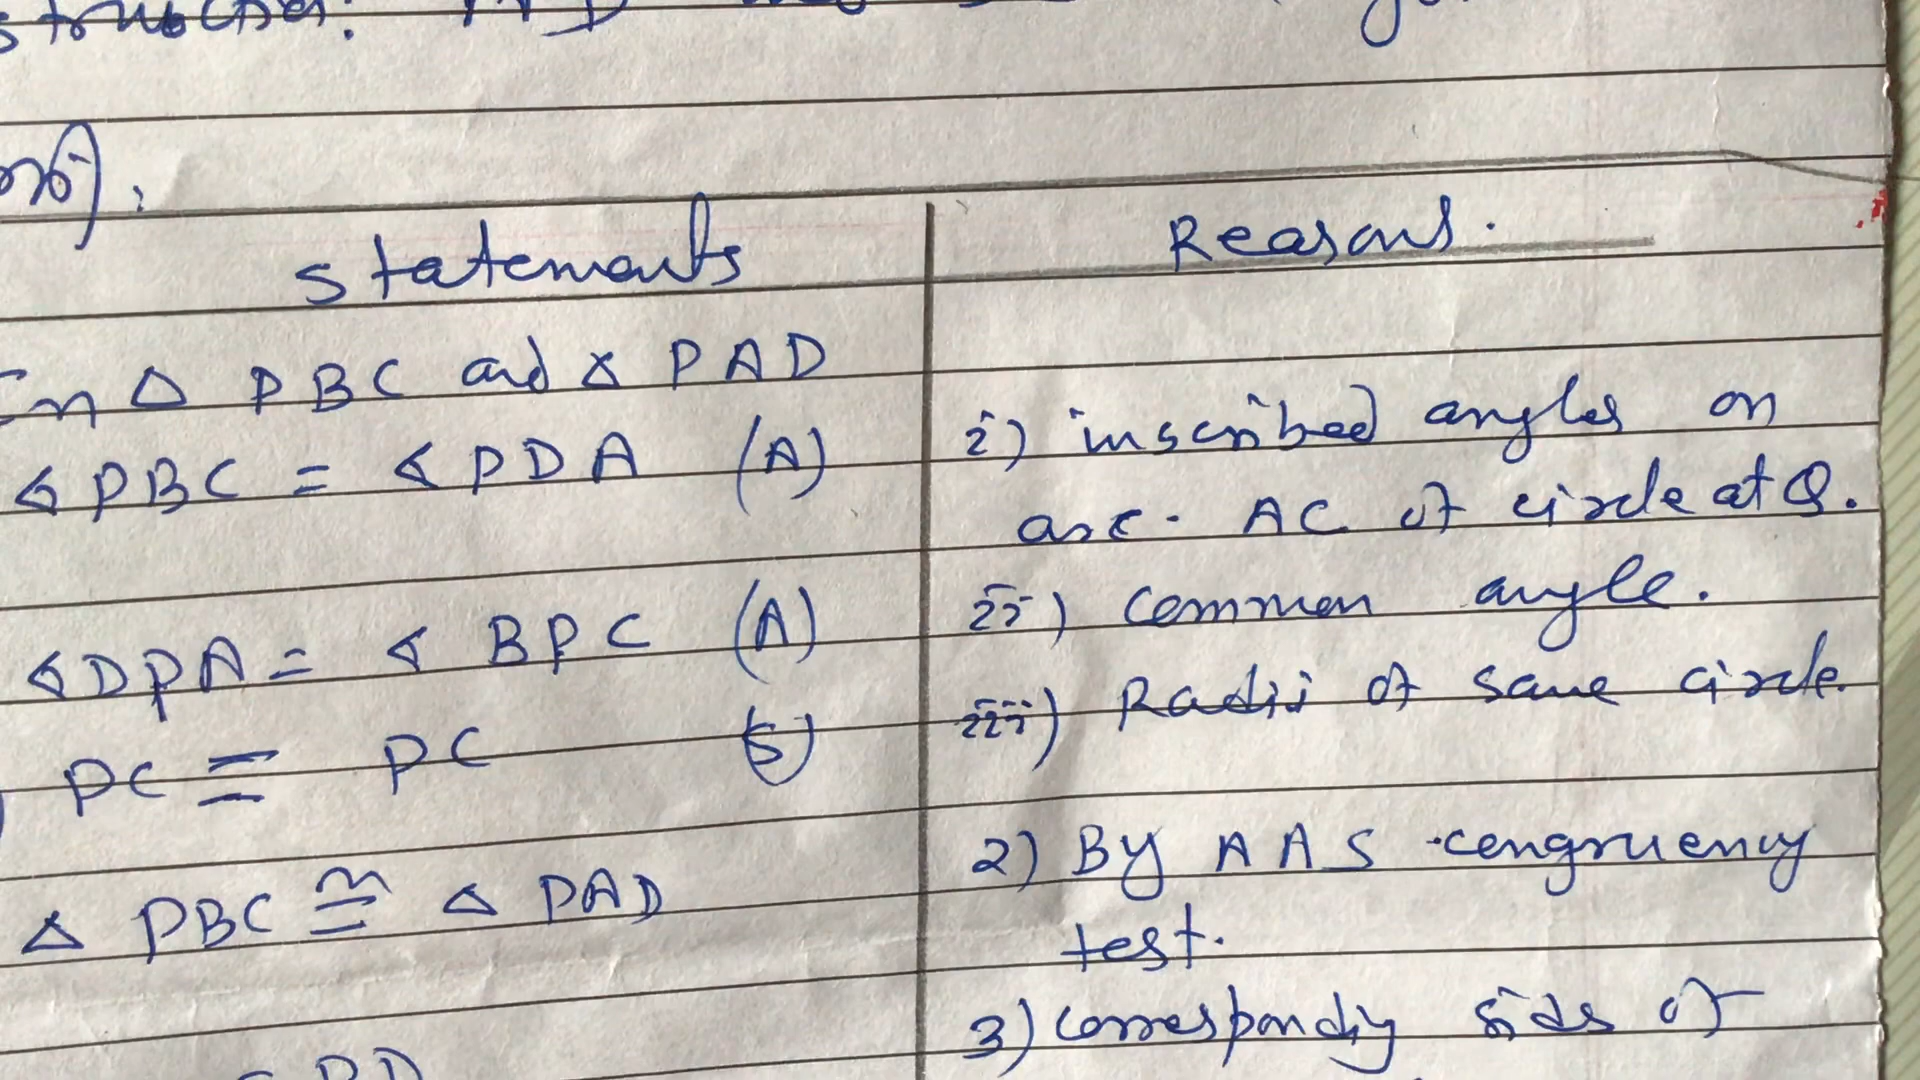 statements
Reasons.
In △ PBC and △ PAD
∢PBC = ∢PDA (A)
i) inscribed angles on
arc. AC of circle at Q.
∢DPA = ∢BPC (A)
ii) common angle.
PC = PC (S)
iii) Radii of same circle.
△ PBC ≅ △ PAD
2) By AAS congruency
test.
3) corresponding sides of